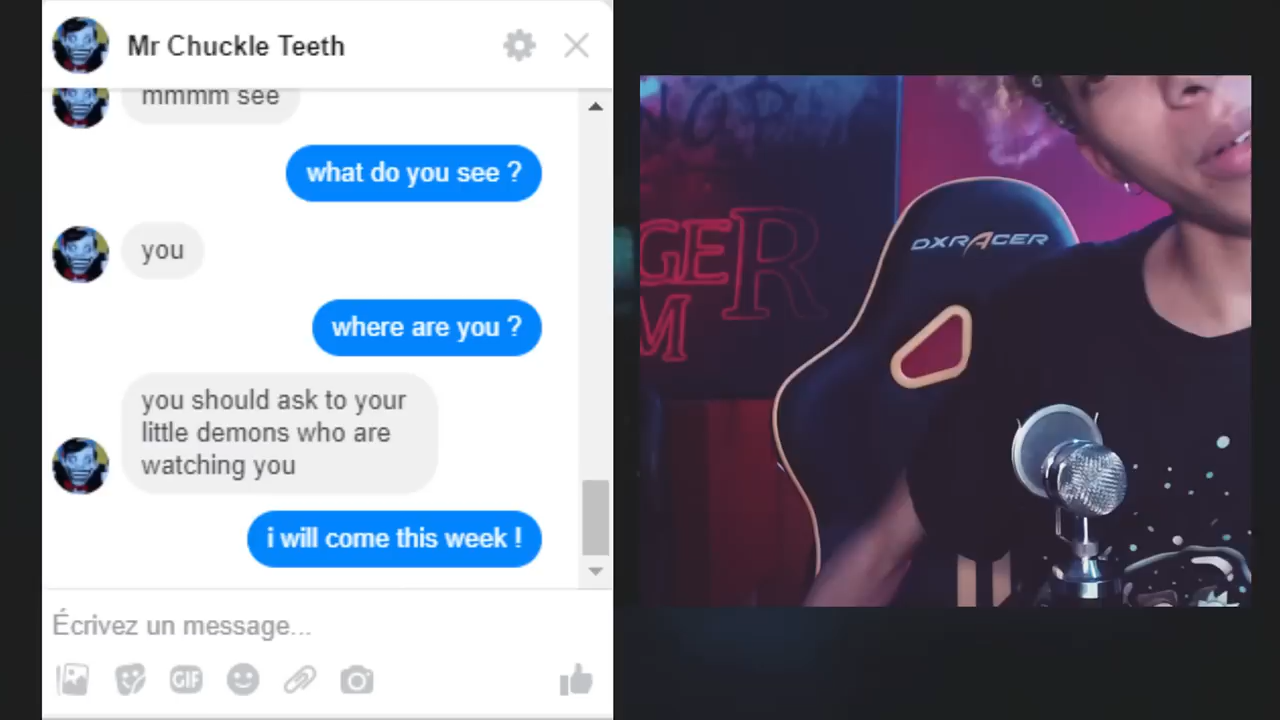 Mr Chuckle Teeth
mmmm see
what do you see ?
you
where are you ?
you should ask to your
little demons who are
watching you
i will come this week !
Écrivez un message...
GIF
DXRACER
GER
M